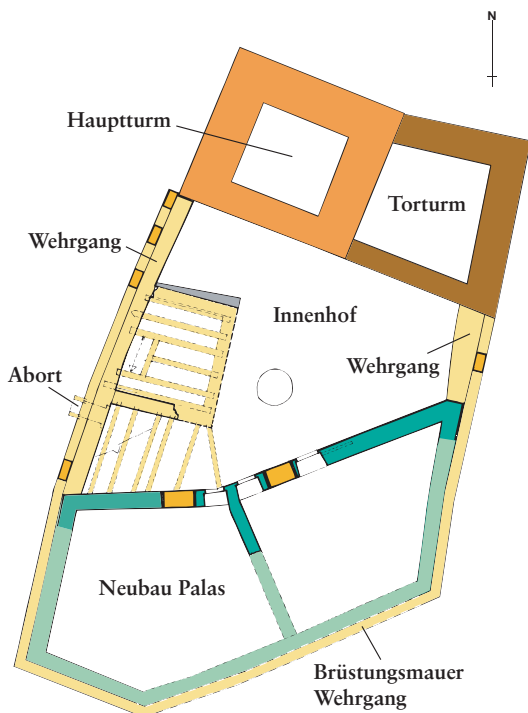 N
Hauptturm
Torturm
Wehrgang
Innenhof
Wehrgang
Abort
Neubau Palas
Brüstungsmauer
Wehrgang